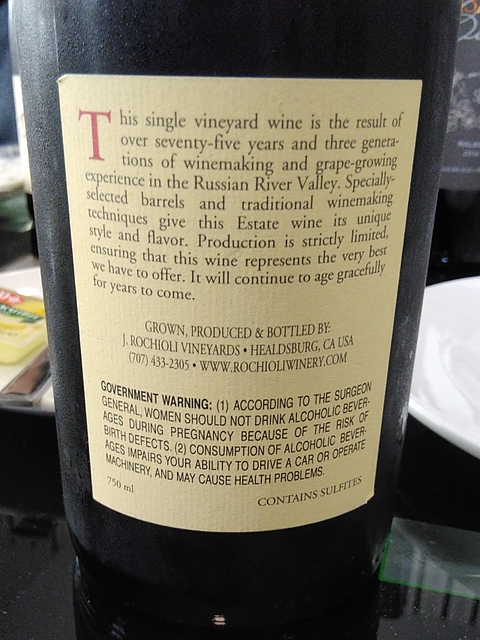 This single vineyard wine is the result of
over seventy-five years and three genera-
tions of winemaking and grape-growing
experience in the Russian River Valley. Specially-
selected barrels and traditional winemaking
techniques give this Estate wine its unique
style and flavor. Production is strictly limited,
ensuring that this wine represents the very best
we have to offer. It will continue to age gracefully
for years to come.
GROWN, PRODUCED & BOTTLED BY:
J. ROCHIOLI VINEYARDS • HEALDSBURG, CA USA
(707) 433-2305 • WWW.ROCHIOLIWINERY.COM
GOVERNMENT WARNING: (1) ACCORDING TO THE SURGEON
GENERAL, WOMEN SHOULD NOT DRINK ALCOHOLIC BEVER-
AGES DURING PREGNANCY BECAUSE OF THE RISK OF
BIRTH DEFECTS. (2) CONSUMPTION OF ALCOHOLIC BEVER-
AGES IMPAIRS YOUR ABILITY TO DRIVE A CAR OR OPERATE
MACHINERY, AND MAY CAUSE HEALTH PROBLEMS.
750 ml
CONTAINS SULFITES